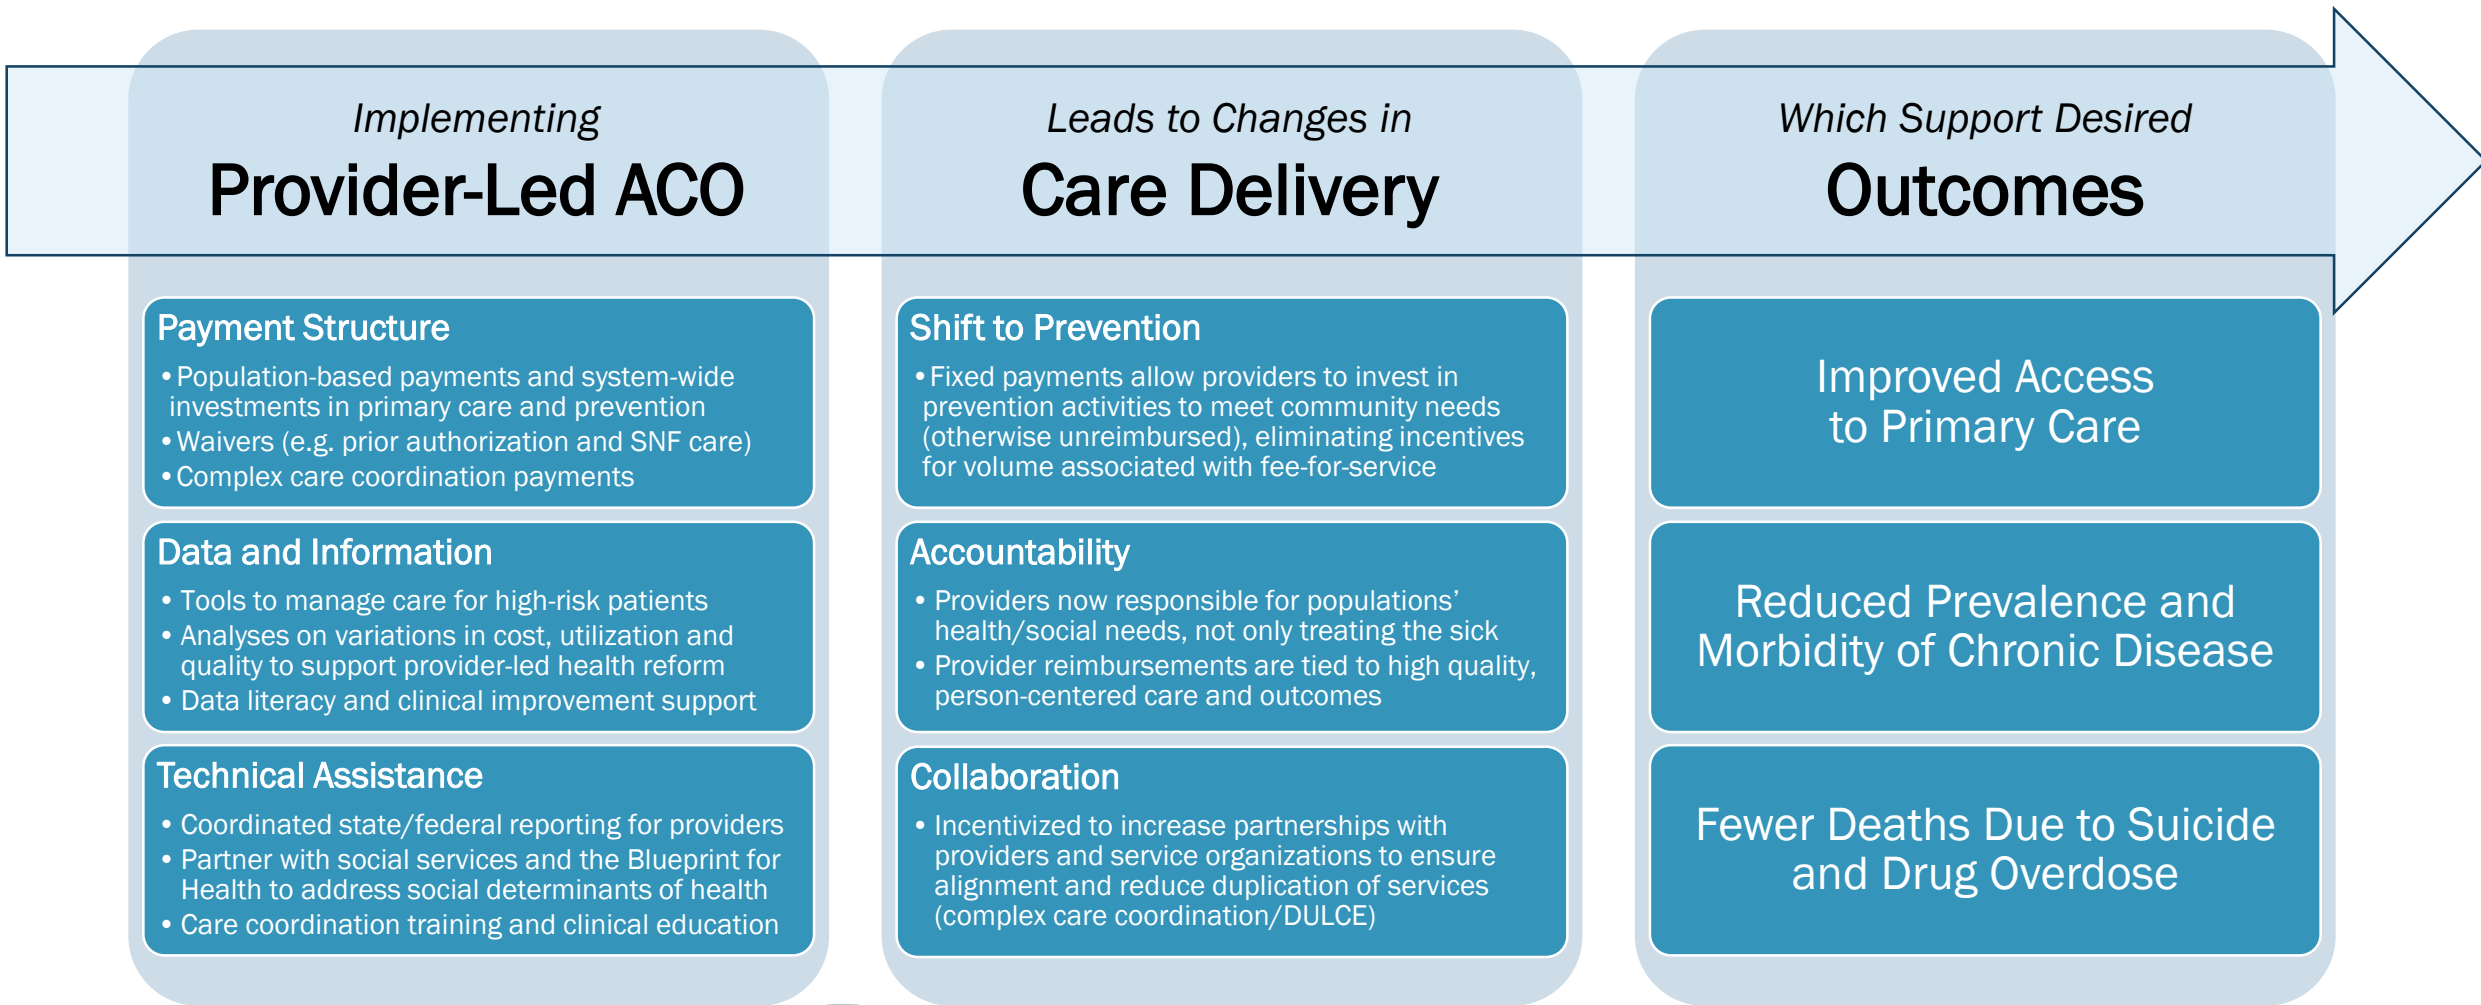 Implementing
Provider-Led ACO
Payment Structure
•Population-based payments and system-wide
investments in primary care and prevention
•Waivers (e.g. prior authorization and SNF care)
•Complex care coordination payments
Data and Information
• Tools to manage care for high-risk patients
• Analyses on variations in cost, utilization and
quality to support provider-led health reform
• Data literacy and clinical improvement support
Technical Assistance
• Coordinated state/federal reporting for providers
• Partner with social services and the Blueprint for
Health to address social determinants of health
• Care coordination training and clinical education
Leads to Changes in
Care Delivery
Shift to Prevention
•Fixed payments allow providers to invest in
prevention activities to meet community needs
(otherwise unreimbursed), eliminating incentives
for volume associated with fee-for-service
Accountability
• Providers now responsible for populations’
health/social needs, not only treating the sick
• Provider reimbursements are tied to high quality,
person-centered care and outcomes
Collaboration
• Incentivized to increase partnerships with
providers and service organizations to ensure
alignment and reduce duplication of services
(complex care coordination/DULCE)
Which Support Desired
Outcomes
Improved Access
to Primary Care
Reduced Prevalence and
Morbidity of Chronic Disease
Fewer Deaths Due to Suicide
and Drug Overdose